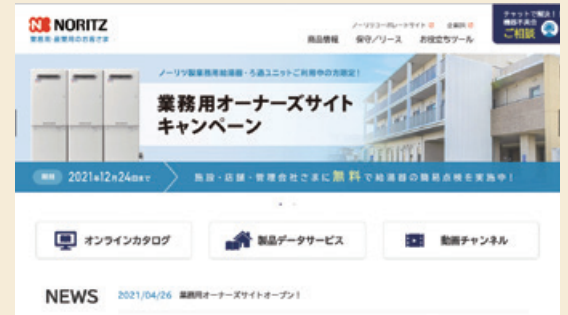 NORITZ
業務用・産業用のお客さま
ノーリツコーポレートサイト
企業氏
商品情報
保守/リース
お役立ちツール
チャットで解決!
機器不具合
ご相談
ノーリツ製業務用給湯器・ろ過ユニットご利用中の方限定!
業務用オーナーズサイト
キャンペーン
期間 2021年12月24日まで
施設・店舗・管理会社さまに無料で給湯器の簡易点検を実施中!
オンラインカタログ
製品データサービス
動画チャンネル
NEWS
2021/04/26 業務用オーナーズサイトオープン!